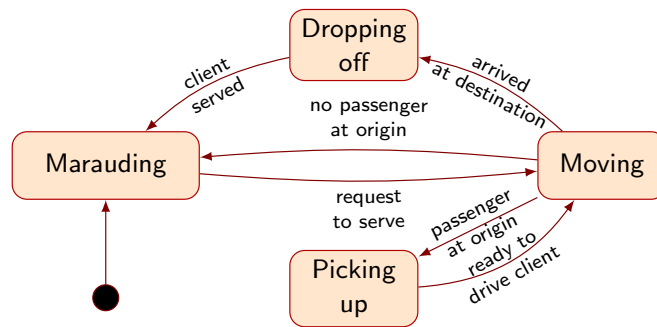 Dropping
off
client
served
arrived
at destination
no passenger
at origin
Marauding
Moving
request
to serve
passenger
at origin
ready to
drive client
Picking
up